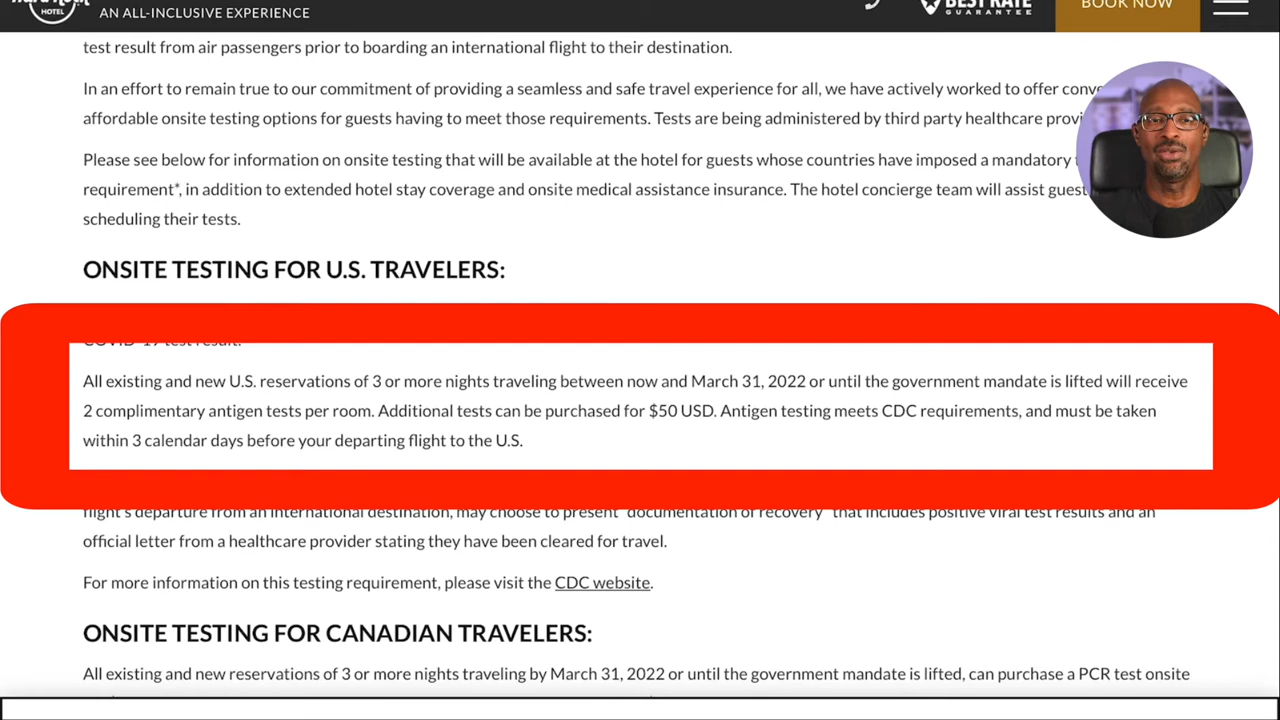 HOTEL
AN ALL-INCLUSIVE EXPERIENCE
BEST RATE
GUARANTEE
BOOK NOW
test result from air passengers prior to boarding an international flight to their destination.
In an effort to remain true to our commitment of providing a seamless and safe travel experience for all, we have actively worked to offer
affordable onsite testing options for guests having to meet those requirements. Tests are being administered by third party healthcare
Please see below for information on onsite testing that will be available at the hotel for guests whose countries have imposed a mandatory
requirement*, in addition to extended hotel stay coverage and onsite medical assistance insurance. The hotel concierge team will assist
scheduling their tests.
ONSITE TESTING FOR U.S. TRAVELERS:
COVID-19 test result.
All existing and new U.S. reservations of 3 or more nights traveling between now and March 31, 2022 or until the government mandate is lifted will receive
2 complimentary antigen tests per room. Additional tests can be purchased for $50 USD. Antigen testing meets CDC requirements, and must be taken
within 3 calendar days before your departing flight to the U.S.
flight's departure from an international destination, may choose to present "documentation of recovery" that includes positive viral test results and an
official letter from a healthcare provider stating they have been cleared for travel.
For more information on this testing requirement, please visit the CDC website.
ONSITE TESTING FOR CANADIAN TRAVELERS:
All existing and new reservations of 3 or more nights traveling by March 31, 2022 or until the government mandate is lifted, can purchase a PCR test onsite